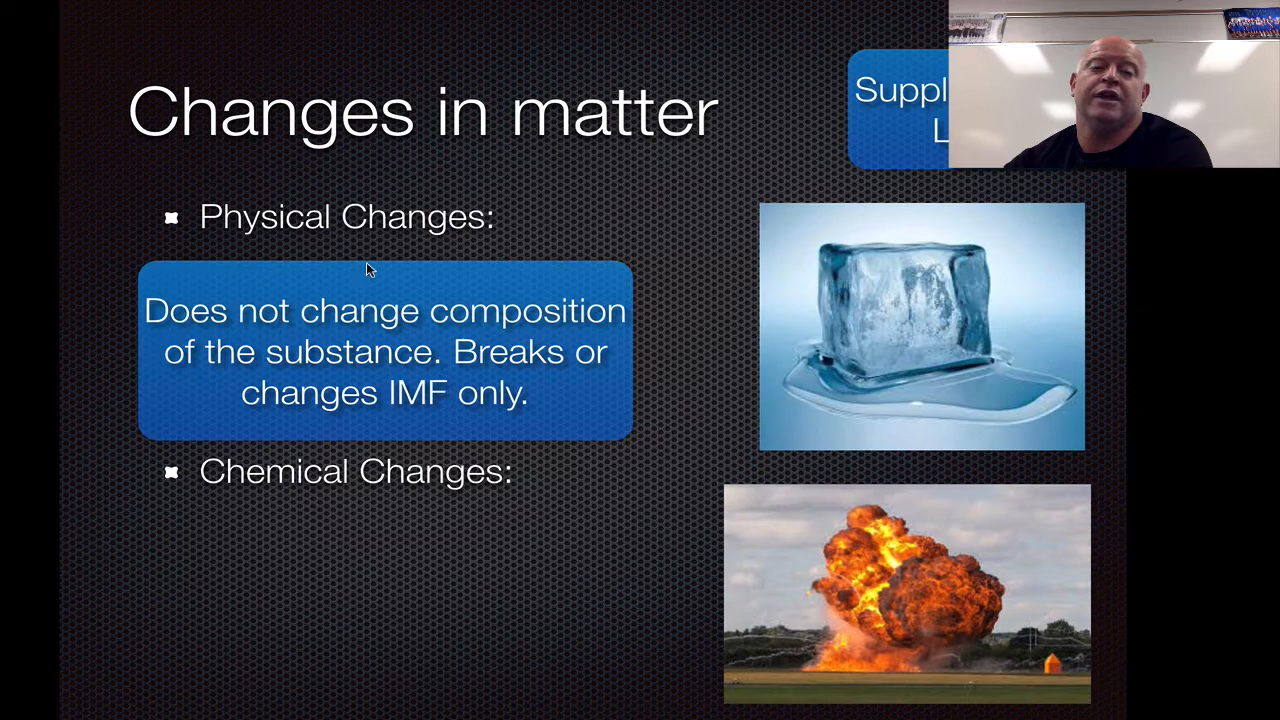 Changes in matter
Physical Changes:
Does not change composition
of the substance. Breaks or
changes IMF only.
Chemical Changes: